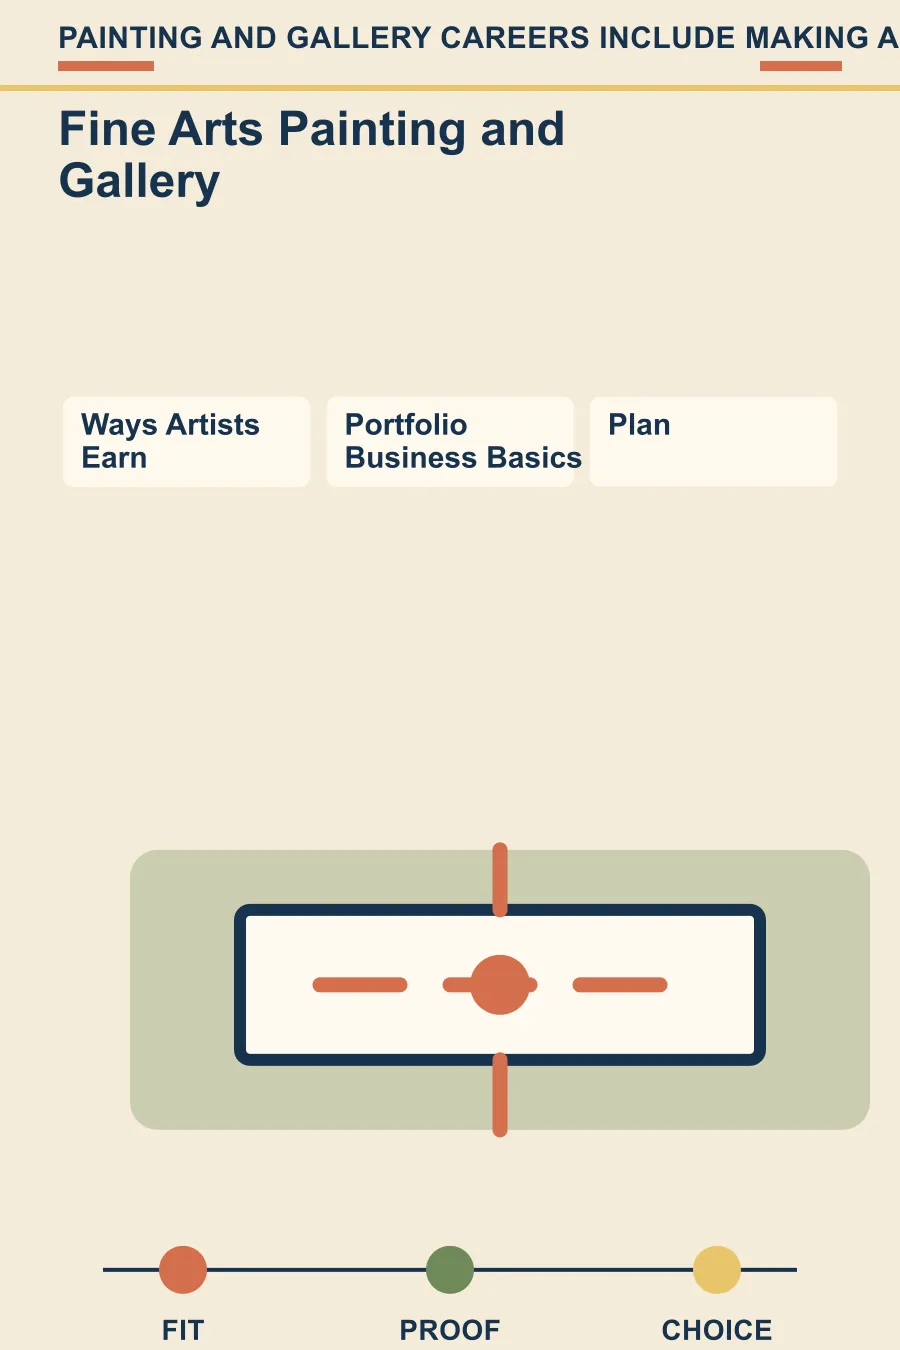 PAINTING AND GALLERY CAREERS INCLUDE MAKING A
Fine Arts Painting and
Gallery
Ways Artists
Earn
Portfolio
Business Basics
Plan
FIT
PROOF
CHOICE